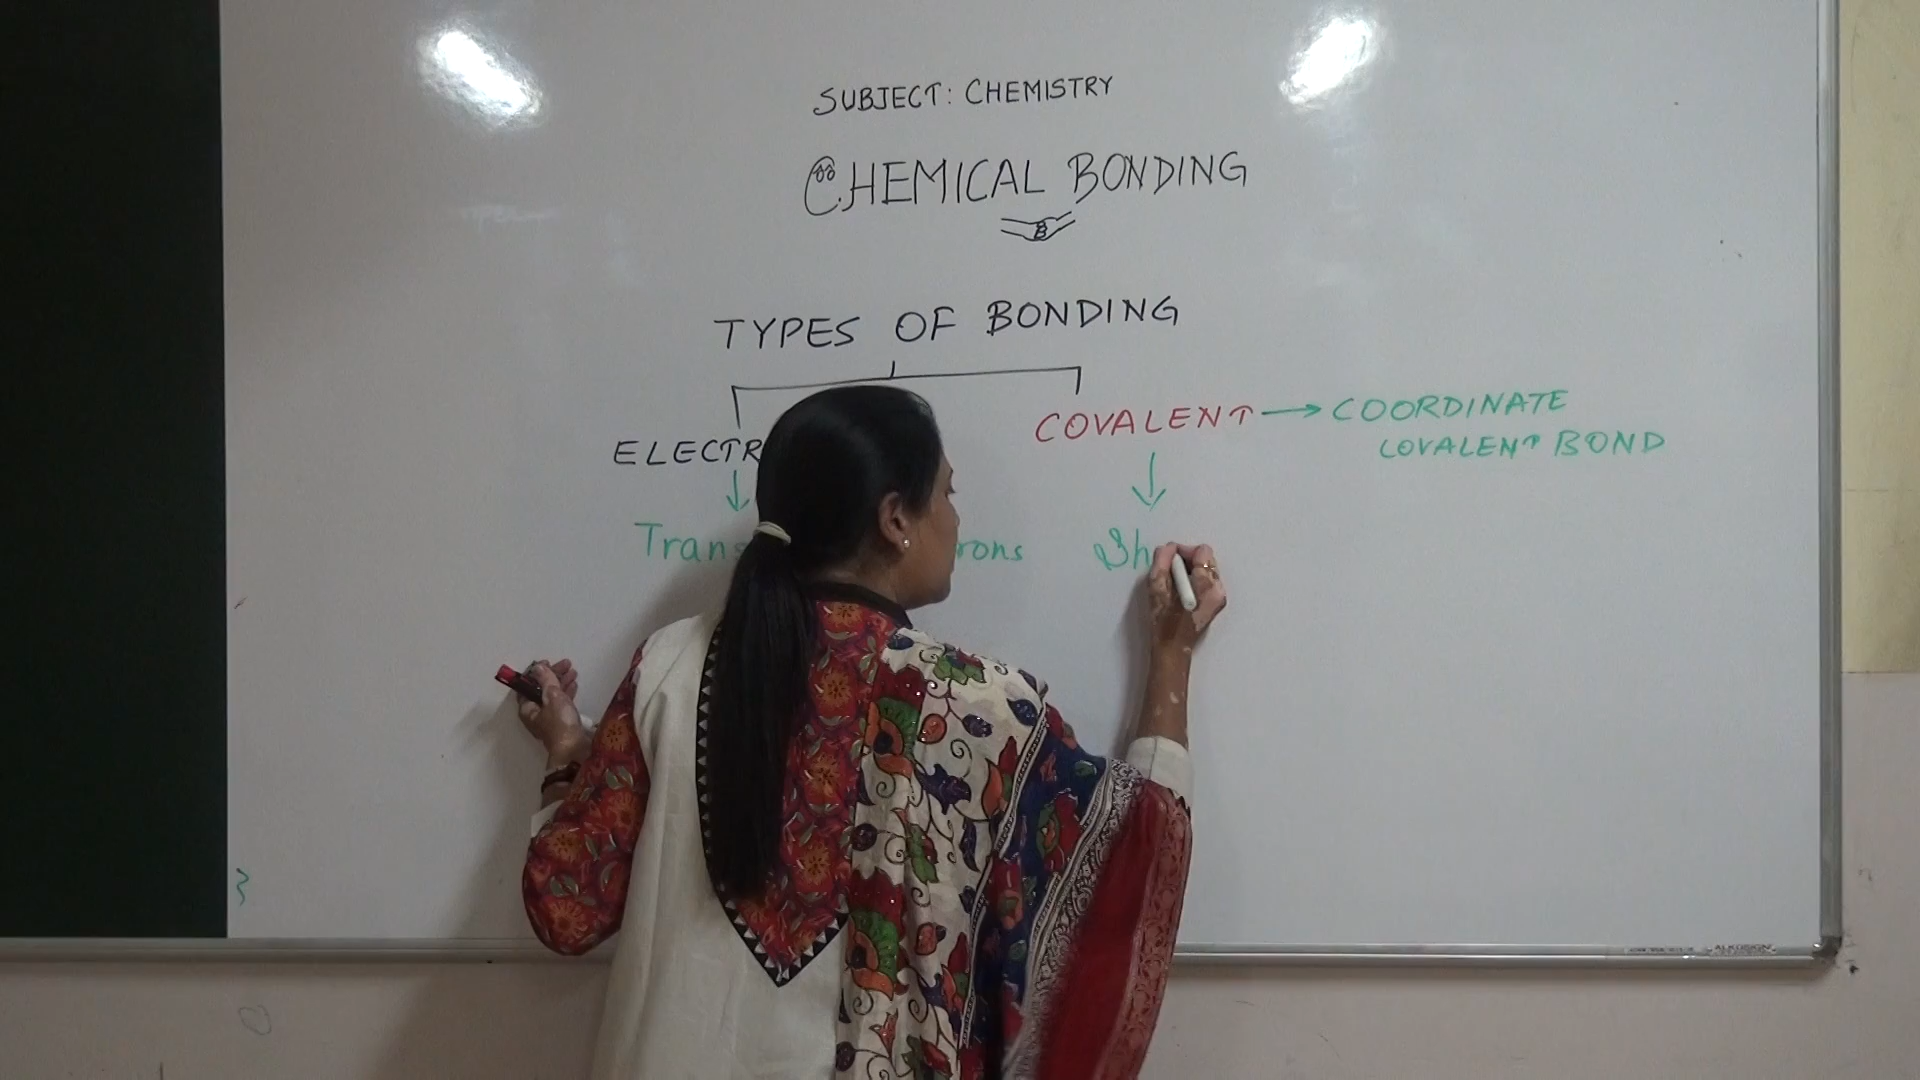 SUBJECT: CHEMISTRY
CHEMICAL BONDING
B
TYPES OF BONDING
COVALENT → COORDINATE
COVALENT BOND
ELECTR
Trans rons Sh